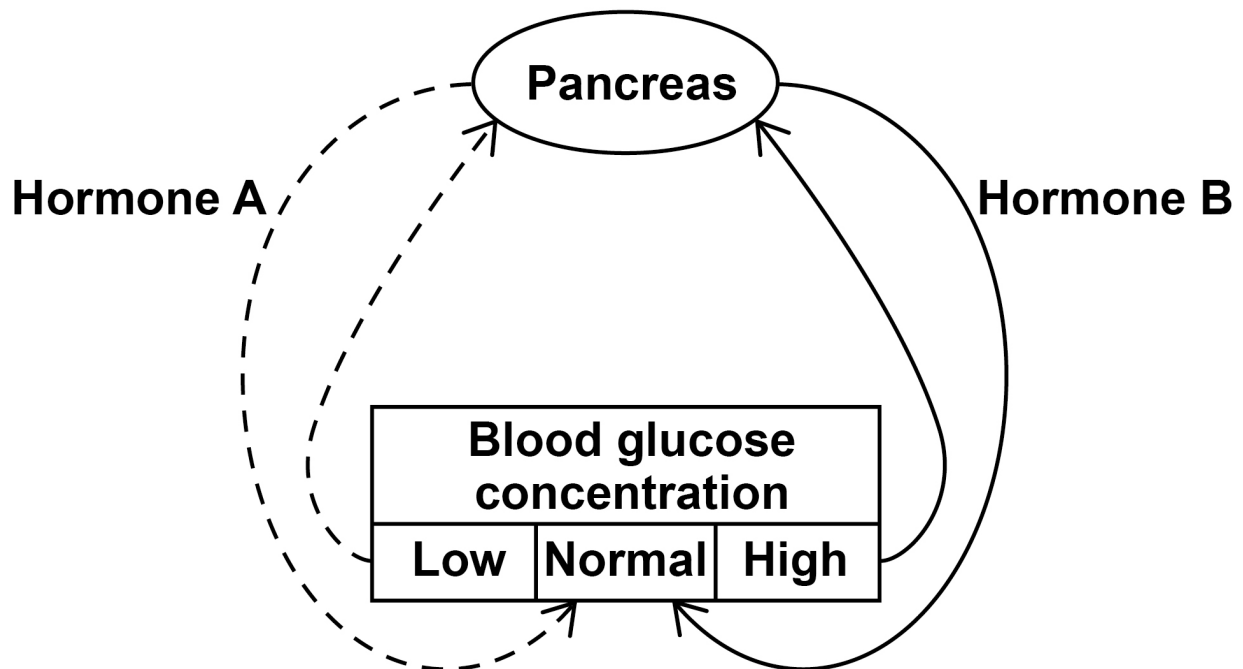 Pancreas
Hormone A
Hormone B
Blood glucose
concentration
Low
Normal
High